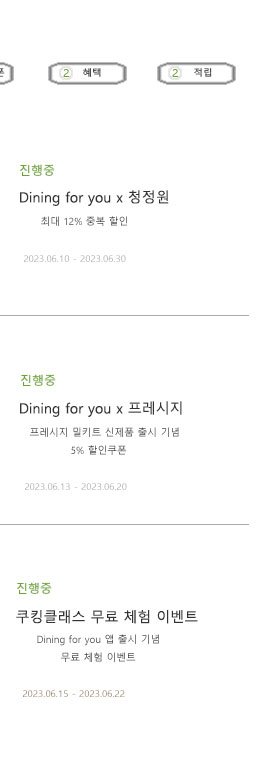 폰
② 혜택
② 적립
진행중
Dining for you x 청정원
최대 12% 중복 할인
2023.06.10 - 2023.06.30
진행중
Dining for you x 프레시지
프레시지 밀키트 신제품 출시 기념
5% 할인쿠폰
2023.06.13 - 2023.06.20
진행중
쿠킹클래스 무료 체험 이벤트
Dining for you 앱 출시 기념
무료 체험 이벤트
2023.06.15 - 2023.06.22